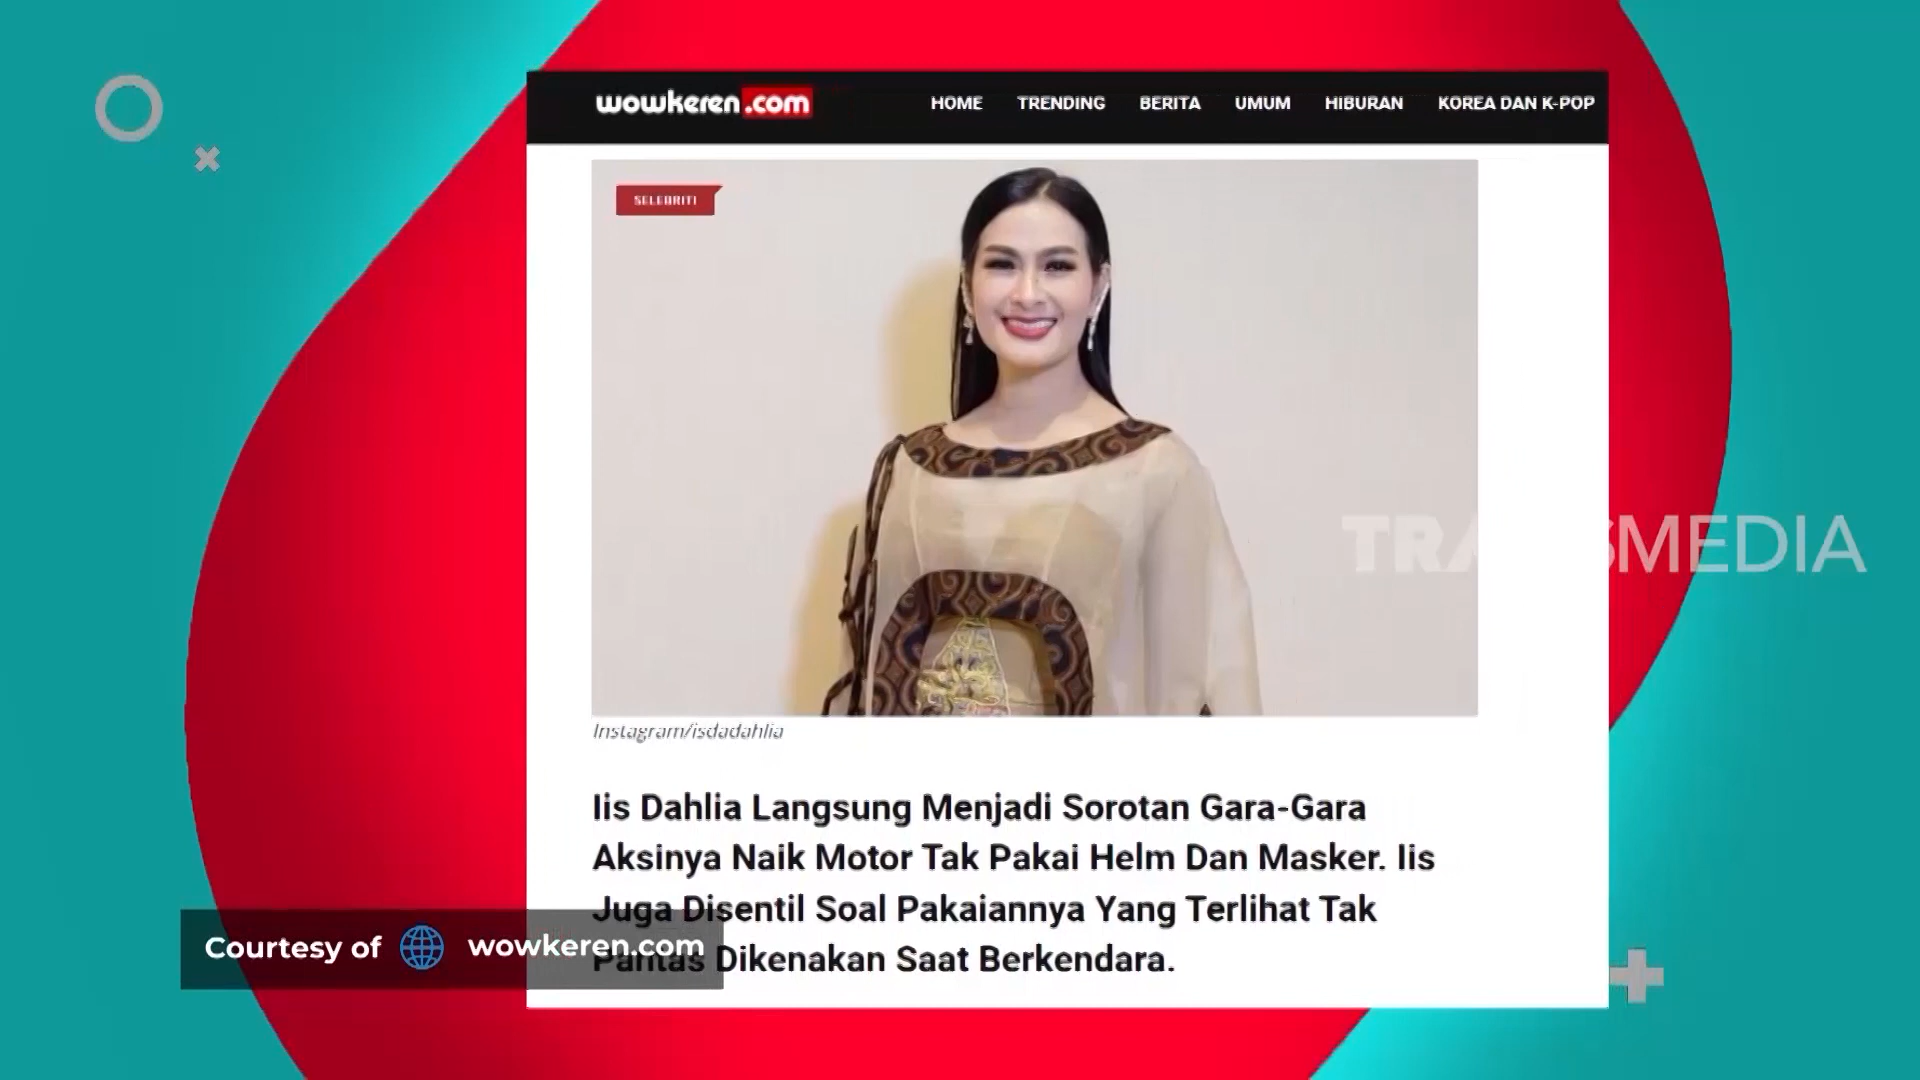 wowkeren.com
HOME TRENDING BERITA UMUM HIBURAN KOREA DAN K-POP
SELEBRITI
TRANSMEDIA
Instagram/isdadahlia
Iis Dahlia Langsung Menjadi Sorotan Gara-Gara
Aksinya Naik Motor Tak Pakai Helm Dan Masker. Iis
Juga Disentil Soal Pakaiannya Yang Terlihat Tak
Pantas Dikenakan Saat Berkendara.
Courtesy of wowkeren.com